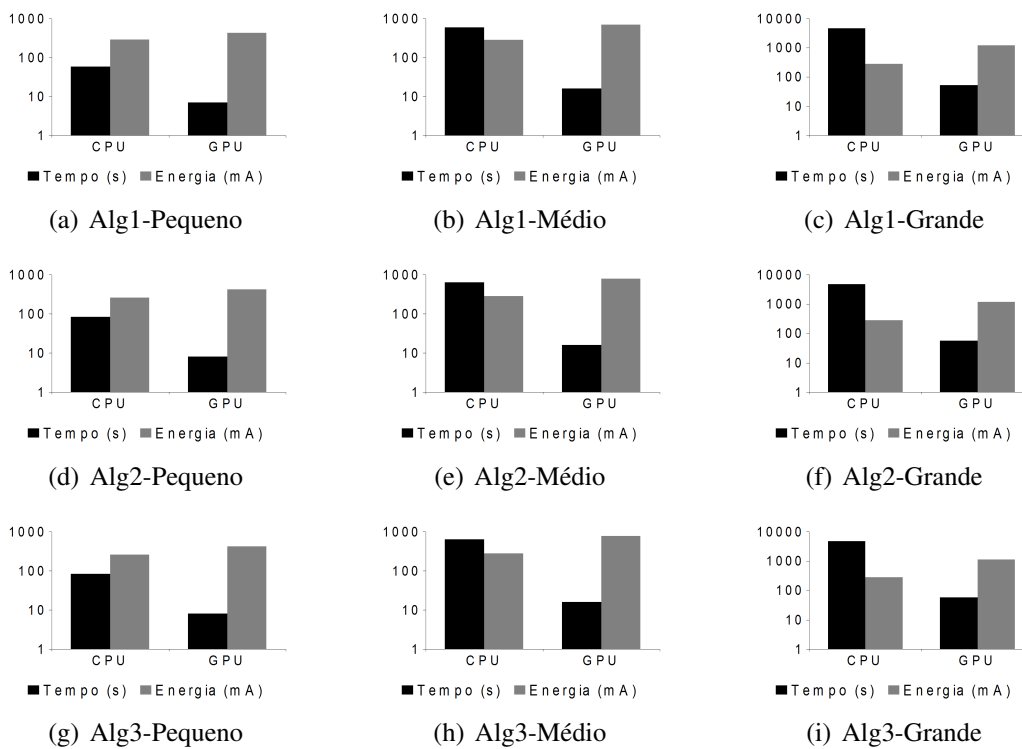 1000 1000 10000
100 100 1000
10 10 100
1 1 10
1
CPU GPU CPU GPU CPU GPU
Tempo (s) Energia (mA) Tempo (s) Energia (mA) Tempo (s) Energia (mA)
(a) Alg1-Pequeno (b) Alg1-Médio (c) Alg1-Grande
1000 1000 10000
100 100 1000
10 10 100
1 1 10
1
CPU GPU CPU GPU CPU GPU
Tempo (s) Energia (mA) Tempo (s) Energia (mA) Tempo (s) Energia (mA)
(d) Alg2-Pequeno (e) Alg2-Médio (f) Alg2-Grande
1000 1000 10000
100 100 1000
10 10 100
1 1 10
1
CPU GPU CPU GPU CPU GPU
Tempo (s) Energia (mA) Tempo (s) Energia (mA) Tempo (s) Energia (mA)
(g) Alg3-Pequeno (h) Alg3-Médio (i) Alg3-Grande